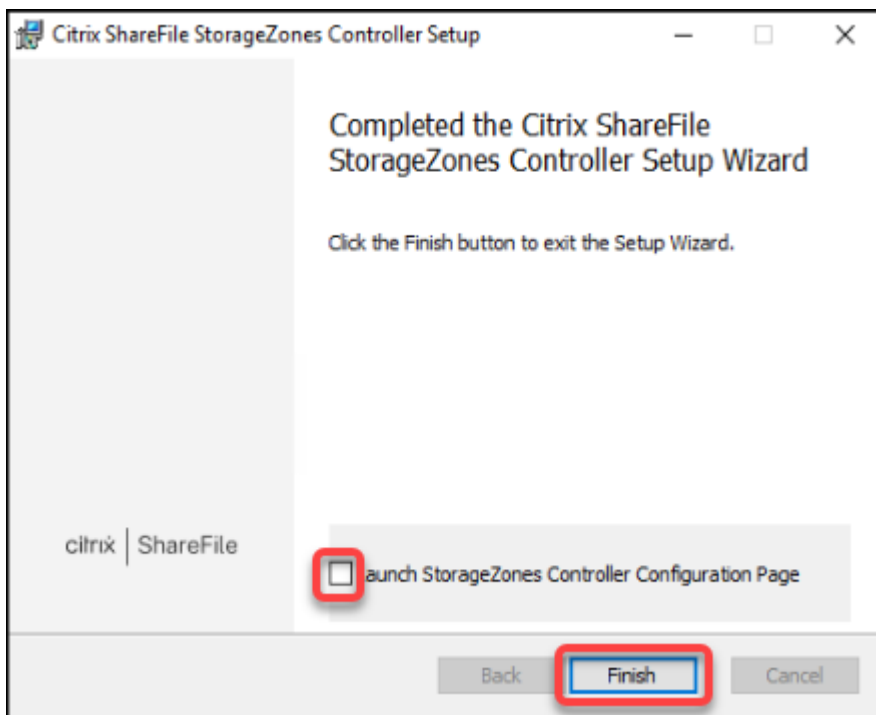 Citrix ShareFile StorageZones Controller Setup
Completed the Citrix ShareFile
StorageZones Controller Setup Wizard
Click the Finish button to exit the Setup Wizard.
citrix | ShareFile
aunch StorageZones Controller Configuration Page
Back Finish Cancel